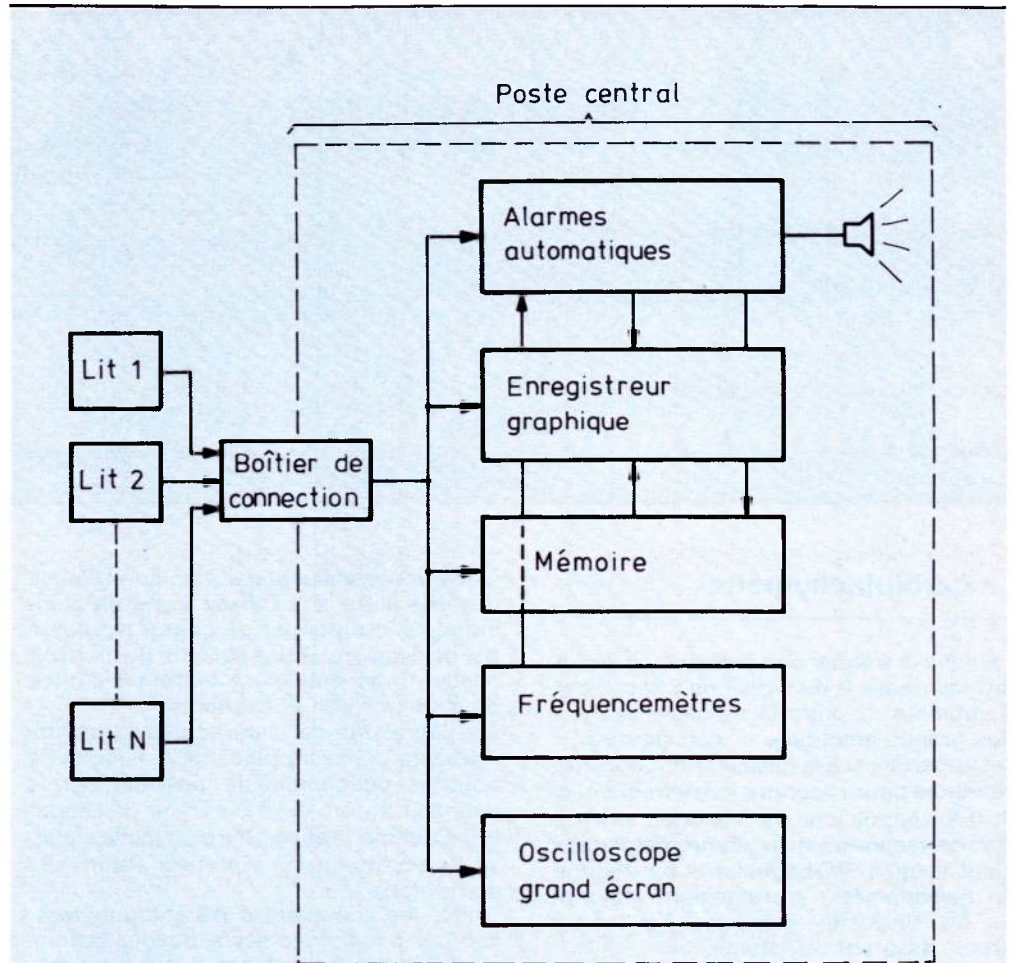 Poste central
Alarmes
automatiques
Lit 1
Enregistreur
graphique
Lit 2
Boîtier de
connection
Mémoire
Lit N
Fréquencemètres
Oscilloscope
grand écran